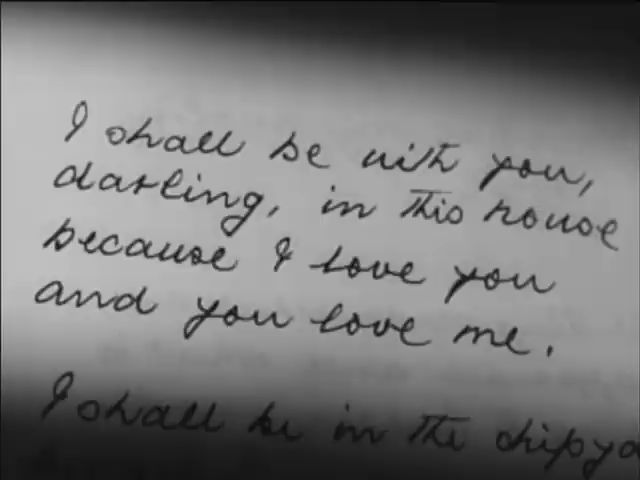 I shall be with you,
darling, in this house
because I love you
and you love me.
I shall be in the shipya